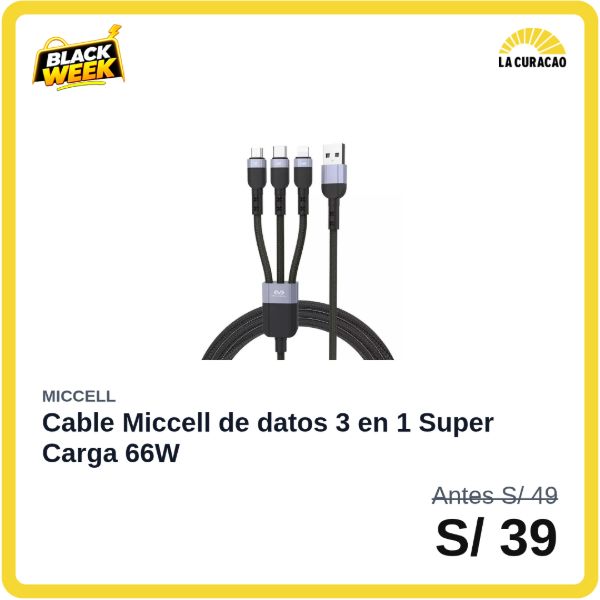 BLACK
WEEK
LA CURACAO
MICCELL
Cable Miccell de datos 3 en 1 Super
Carga 66W
Antes S/ 49
S/ 39